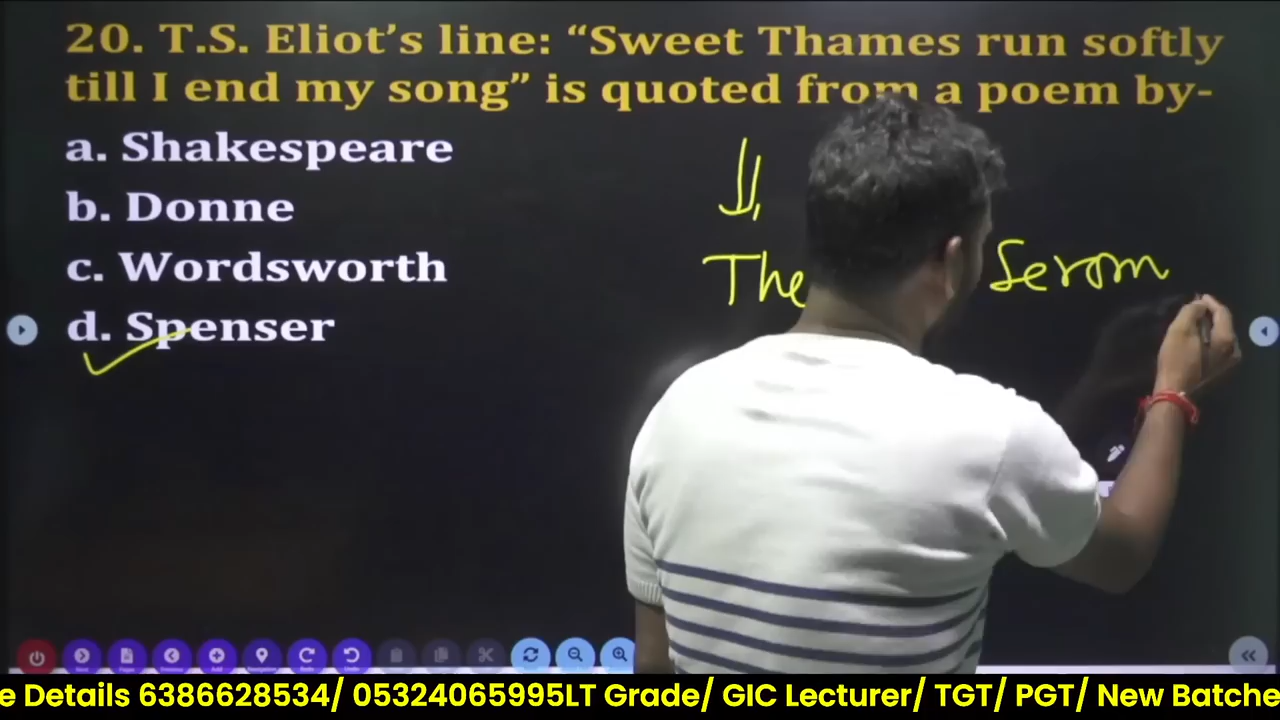 20. T.S. Eliot’s line: “Sweet Thames run softly
till I end my song” is quoted from a poem by-
a. Shakespeare
b. Donne
c. Wordsworth
d. Spenser
The Serom
e Details 6386628534/ 05324065995LT Grade/ GIC Lecturer/ TGT/ PGT/ New Batche